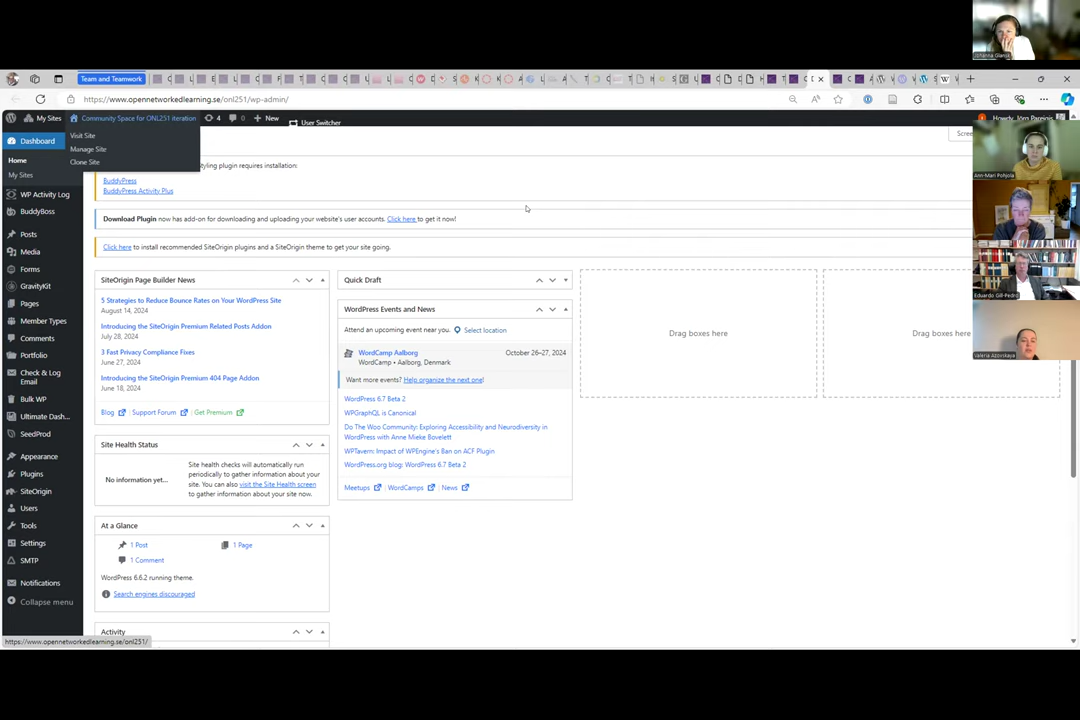 Johanna Glarén
Team and Teamwork
https://www.opennetworkedlearning.se/onl251/wp-admin/
My Sites
Community Space for ONL251 iteration
4
0
New
User Switcher
Howdy, Jörg Pareigis
Visit Site
Manage Site
Clone Site
Dashboard
Home
My Sites
WP Activity Log
BuddyBoss
Posts
Media
Forms
GravityKit
Pages
Member Types
Comments
Portfolio
Check & Log
Email
Bulk WP
Ultimate Dash...
SeedProd
Appearance
Plugins
SiteOrigin
Users
Tools
Settings
SMTP
Notifications
Collapse menu
Scree
styling plugin requires installation:
BuddyPress
BuddyPress Activity Plus
Download Plugin now has add-on for downloading and uploading your website's user accounts. Click here to get it now!
Click here to install recommended SiteOrigin plugins and a SiteOrigin theme to get your site going.
SiteOrigin Page Builder News
5 Strategies to Reduce Bounce Rates on Your WordPress Site
August 14, 2024
Introducing the SiteOrigin Premium Related Posts Addon
July 28, 2024
3 Fast Privacy Compliance Fixes
June 27, 2024
Introducing the SiteOrigin Premium 404 Page Addon
June 18, 2024
Blog
Support Forum
Get Premium
Site Health Status
No information yet...
Site health checks will automatically run
periodically to gather information about your
site. You can also visit the Site Health screen
to gather information about your site now.
At a Glance
1 Post
1 Page
1 Comment
WordPress 6.6.2 running theme.
Search engines discouraged
Activity
Quick Draft
WordPress Events and News
Attend an upcoming event near you. Select location
WordCamp Aalborg
October 26–27, 2024
WordCamp • Aalborg, Denmark
Want more events? Help organize the next one!
WordPress 6.7 Beta 2
WPGraphQL is Canonical
Do The Woo Community: Exploring Accessibility and Neurodiversity in
WordPress with Anne Mieke Bovelett
WPTavern: Impact of WPEngine's Ban on ACF Plugin
WordPress.org blog: WordPress 6.7 Beta 2
Meetups
WordCamps
News
Drag boxes here
Drag boxes here
Ann-Mari Pohjola
Eduardo Gill-Pedro
Valeria Azovskaya
https://www.opennetworkedlearning.se/onl251/